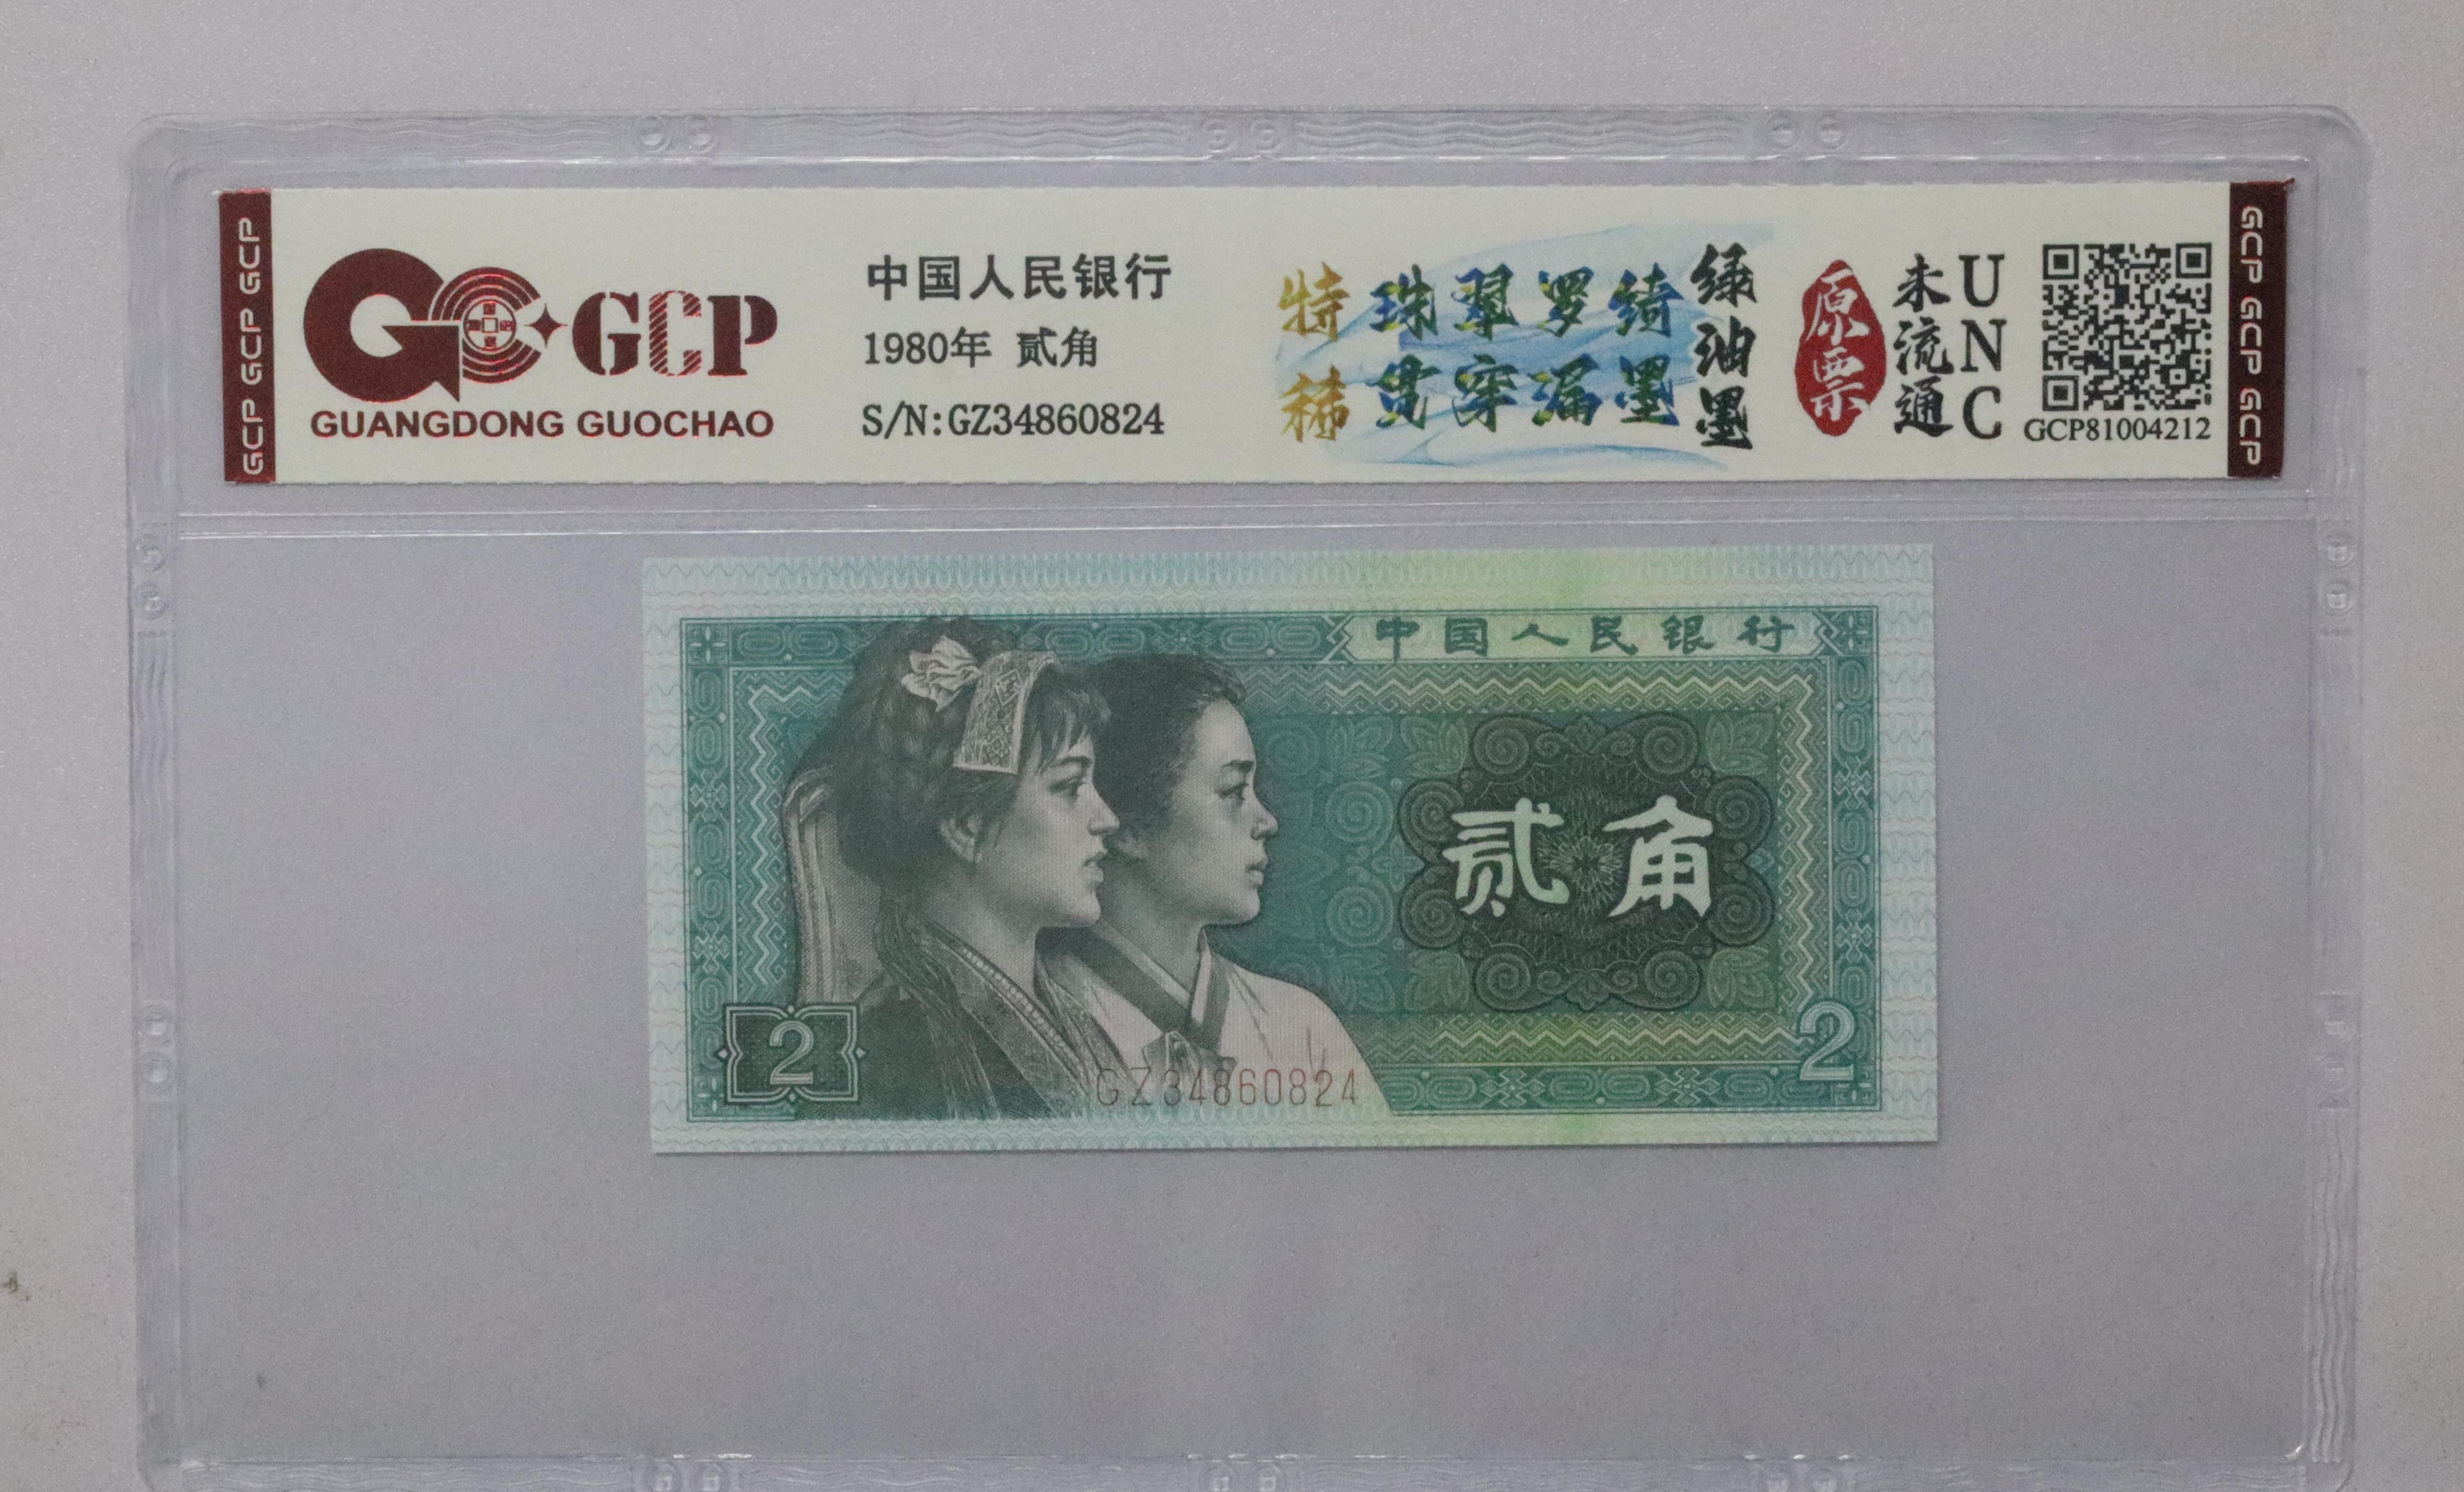 GCP GCP GCP
GCP
GUANGDONG GUOCHAO
中国人民银行
1980年 贰角
S/N:GZ34860824
特稀
珠翠罗绮
贯穿漏墨
绿油墨
原票
未流通
UNC
GCP81004212
GCP GCP GCP
中国人民银行
贰角
2
GZ34860824
2